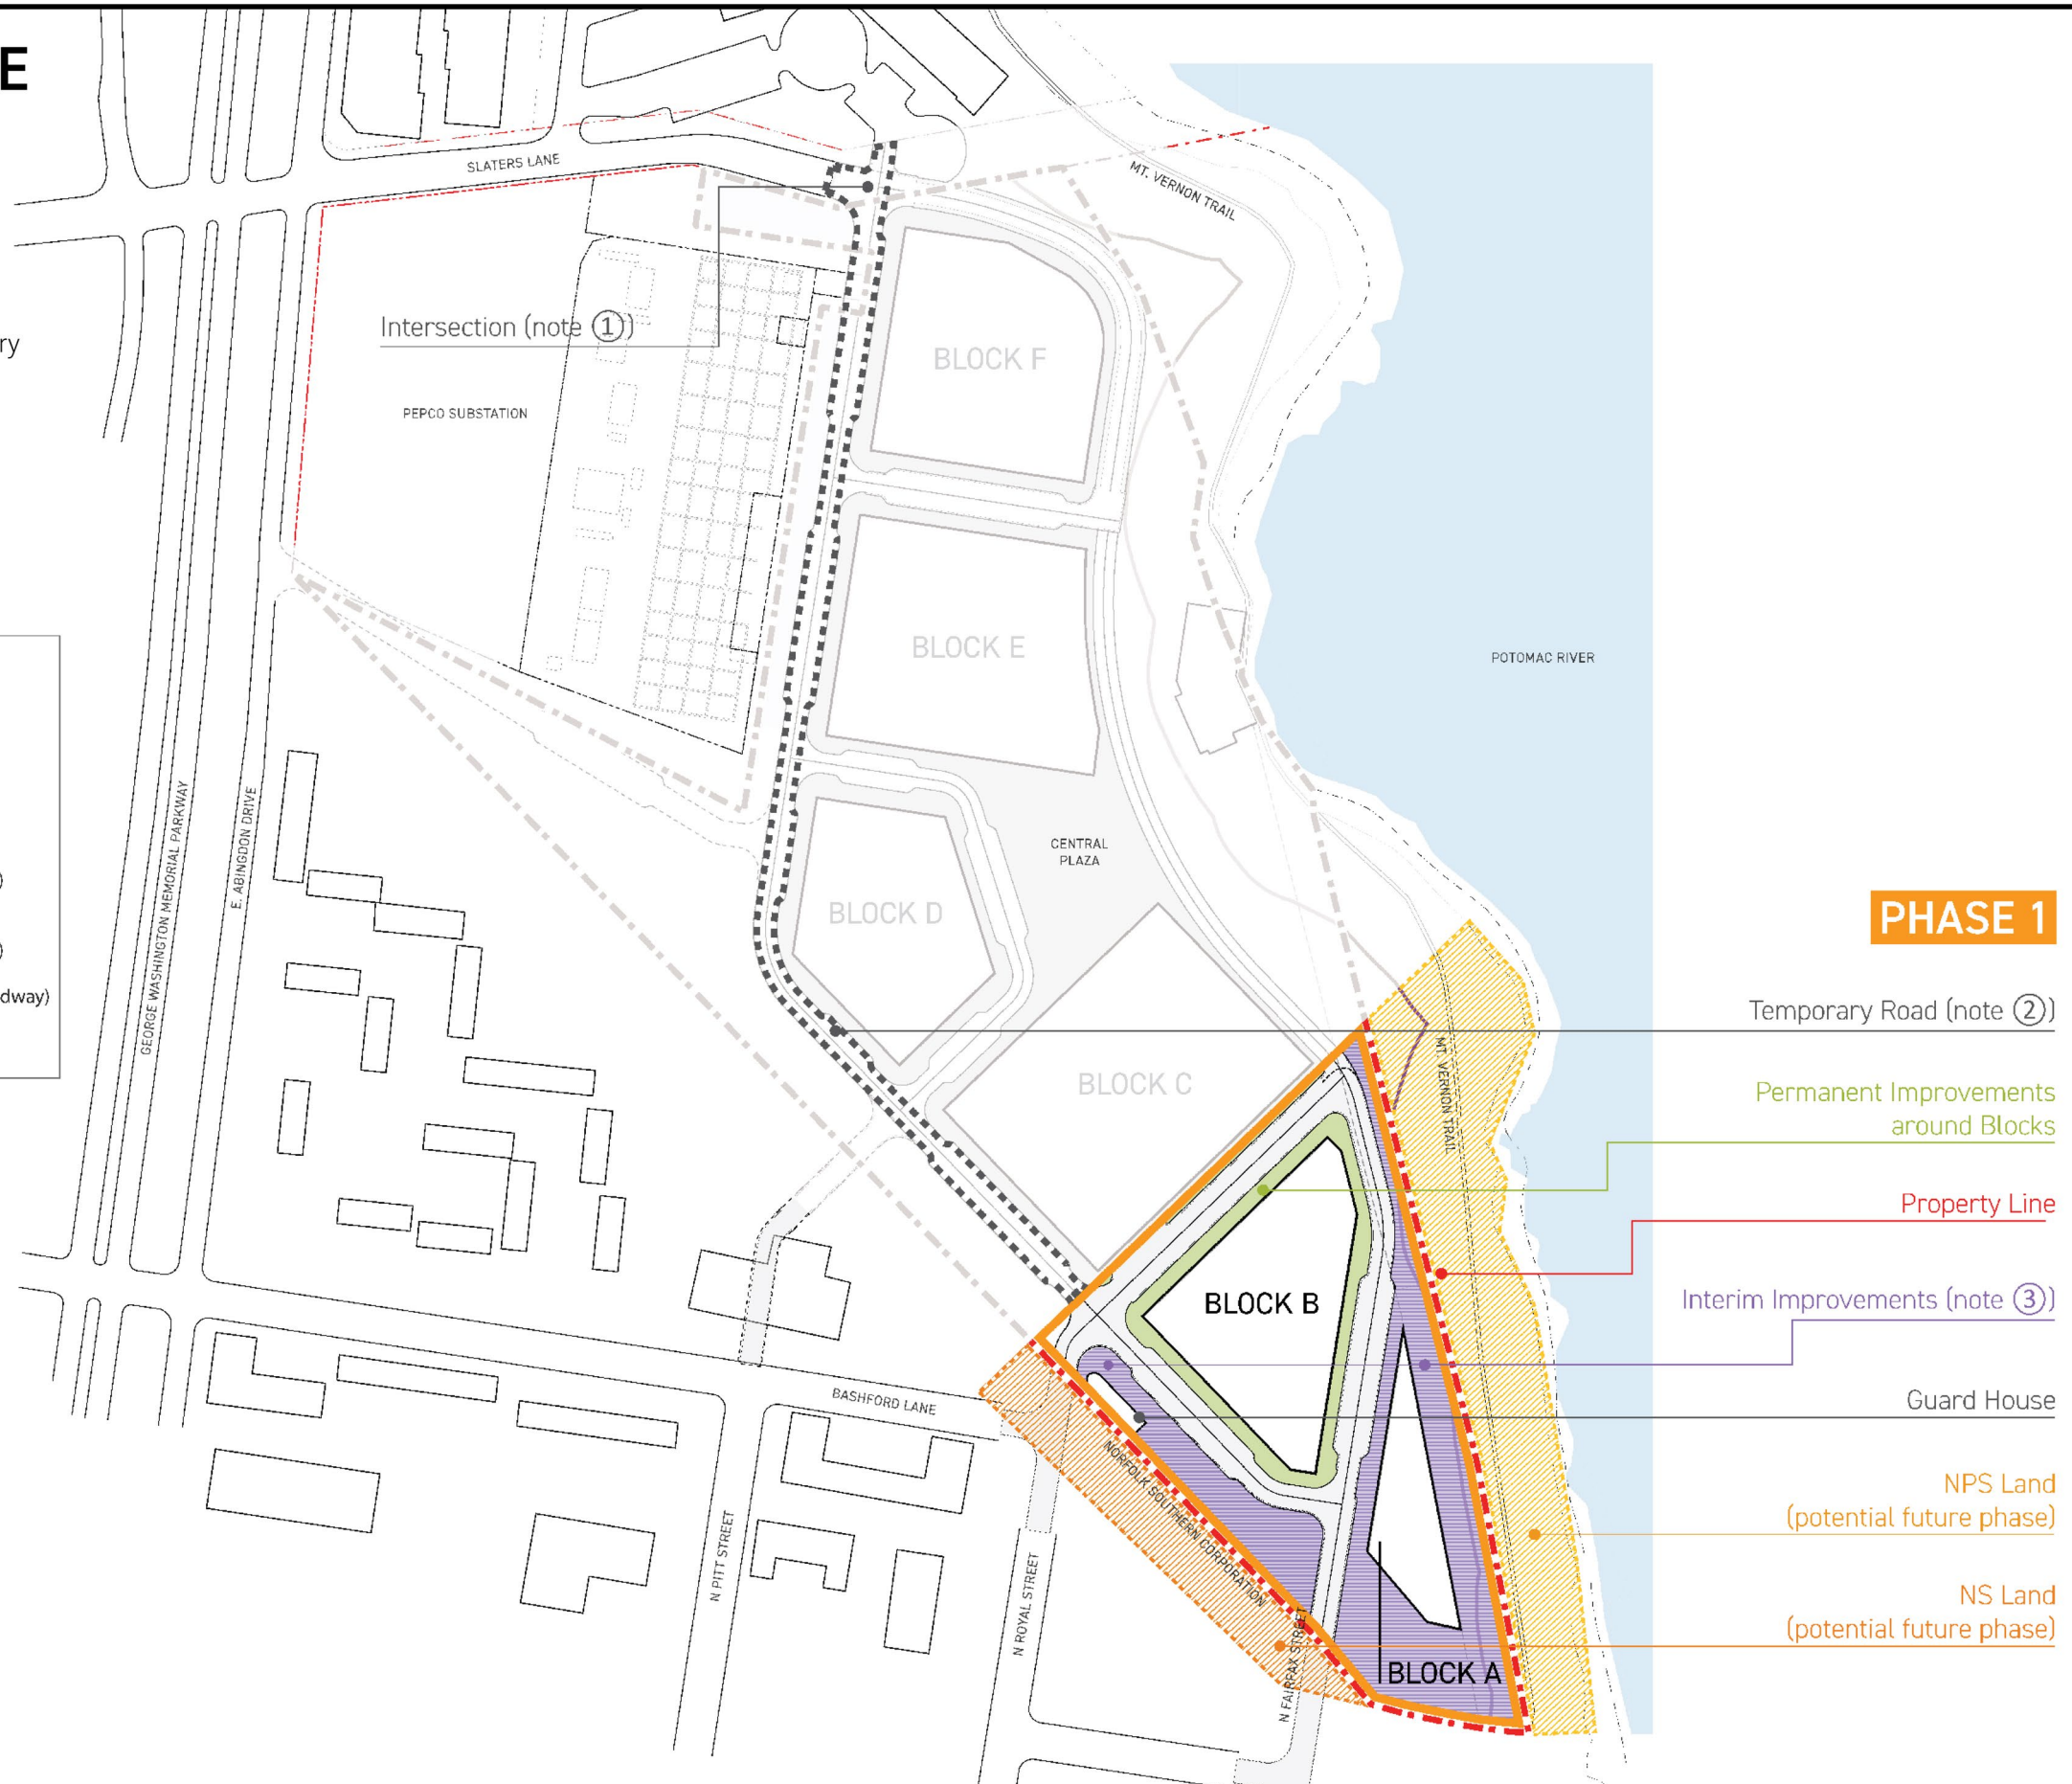 E
SLATERS LANE
MT. VERNON TRAIL
Intersection (note ①)
ry
BLOCK F
PEPCO SUBSTATION
BLOCK E
POTOMAC RIVER
GEORGE WASHINGTON MEMORIAL PARKWAY
E. ABINGDON DRIVE
CENTRAL
PLAZA
)
BLOCK D
PHASE 1
)
dway)
Temporary Road (note ②)
MT. VERNON TRAIL
BLOCK C
Permanent Improvements
around Blocks
Property Line
BLOCK B
Interim Improvements (note ③)
BASHFORD LANE
Guard House
NORFOLK SOUTHERN CORPORATION
NPS Land
(potential future phase)
N PITT STREET
N ROYAL STREET
NS Land
(potential future phase)
N FAIRFAX STREET
BLOCK A